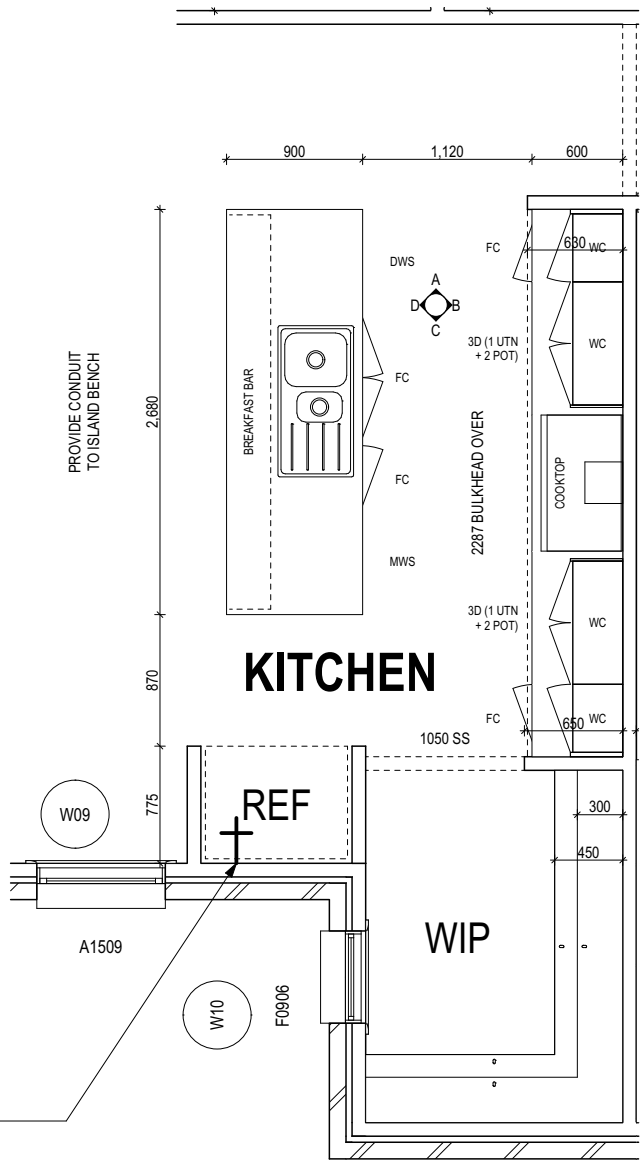 900
1,120
600
630
FC
WC
DWS
A
D
B
C
3D (1 UTN
+ 2 POT)
WC
PROVIDE CONDUIT
TO ISLAND BENCH
2,680
BREAKFAST BAR
FC
2287 BULKHEAD OVER
COOKTOP
FC
MWS
3D (1 UTN
+ 2 POT)
WC
KITCHEN
870
FC
650
WC
1050 SS
775
W09
REF
300
450
A1509
WIP
W10
F0906